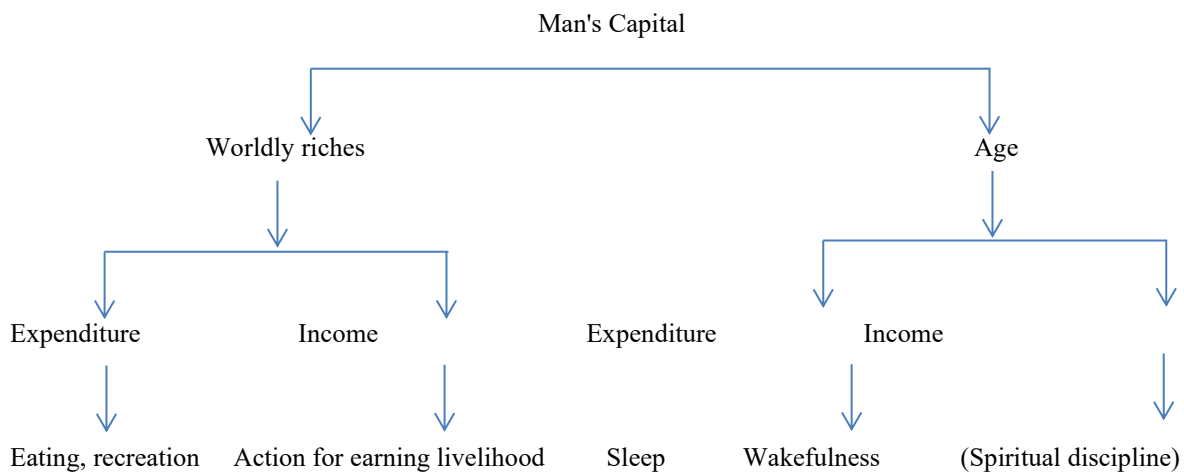 Man's Capital
Worldly riches Age
Expenditure Income Expenditure Income
Eating, recreation Action for earning livelihood Sleep Wakefulness (Spiritual discipline)